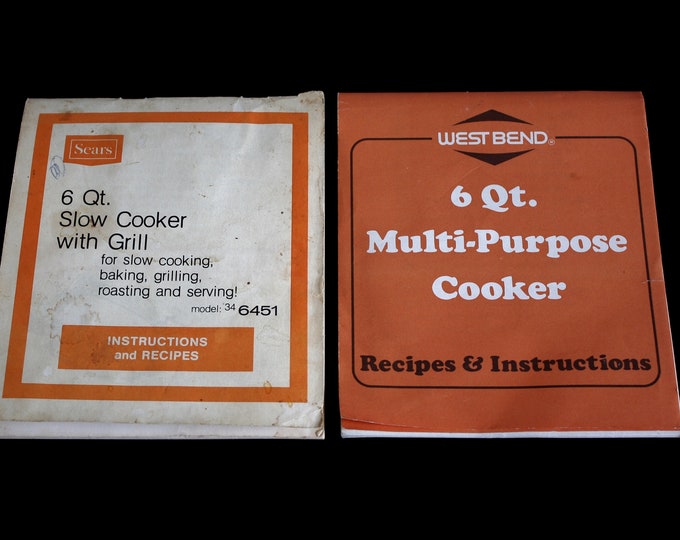 Sears
6 Qt.
Slow Cooker
with Grill
for slow cooking,
baking, grilling,
roasting and serving!
model: 34 6451
INSTRUCTIONS
and RECIPES
WEST BEND®
6 Qt.
Multi-Purpose
Cooker
Recipes & Instructions